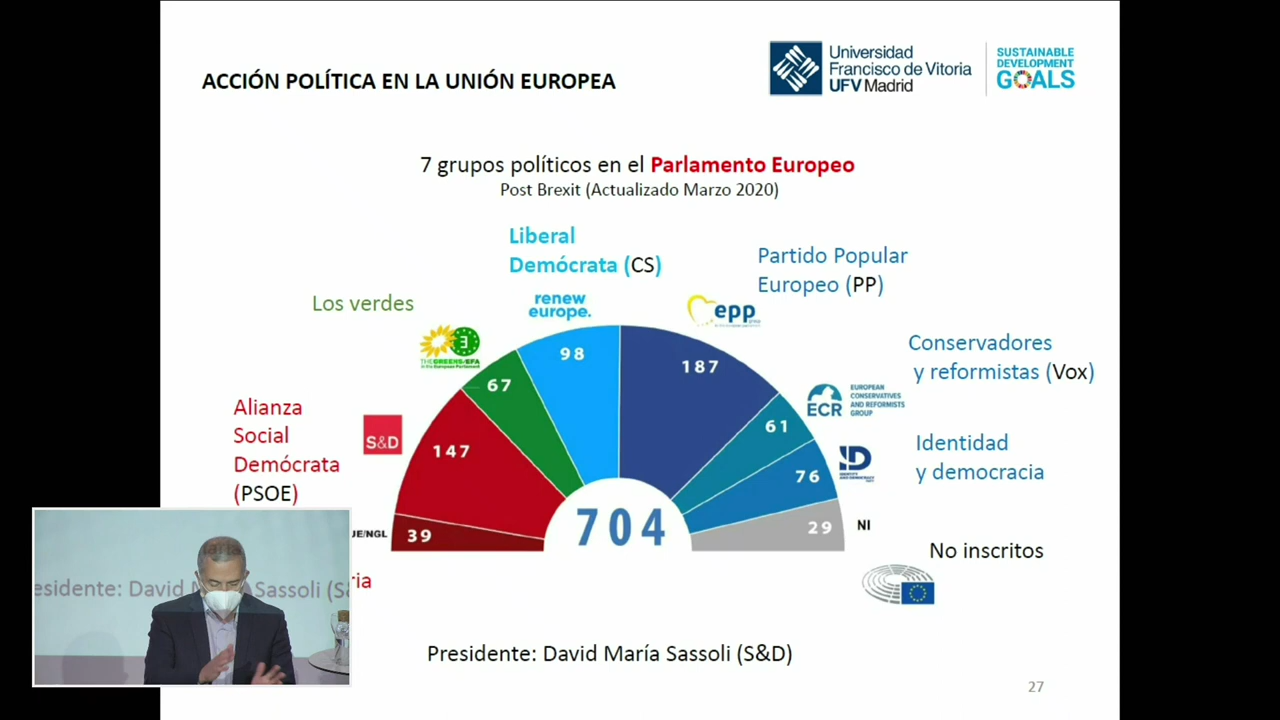 ACCIÓN POLÍTICA EN LA UNIÓN EUROPEA
Universidad
Francisco de Vitoria
UFV Madrid
SUSTAINABLE
DEVELOPMENT
GOALS
7 grupos políticos en el Parlamento Europeo
Post Brexit (Actualizado Marzo 2020)
Liberal
Demócrata (CS)
renew
europe.
Partido Popular
Europeo (PP)
epp
Los verdes
3
THE GREENS/EFA
in the European Parliament
98
187
67
Conservadores
y reformistas (Vox)
ECR
EUROPEAN
CONSERVATIVES
AND REFORMISTS
GROUP
61
Alianza
Social
Demócrata
(PSOE)
S&D
147
Identidad
y democracia
ID
76
704
JE/NGL
39
29
NI
No inscritos
ria
esidente: David María Sassoli (S&
Presidente: David María Sassoli (S&D)
27